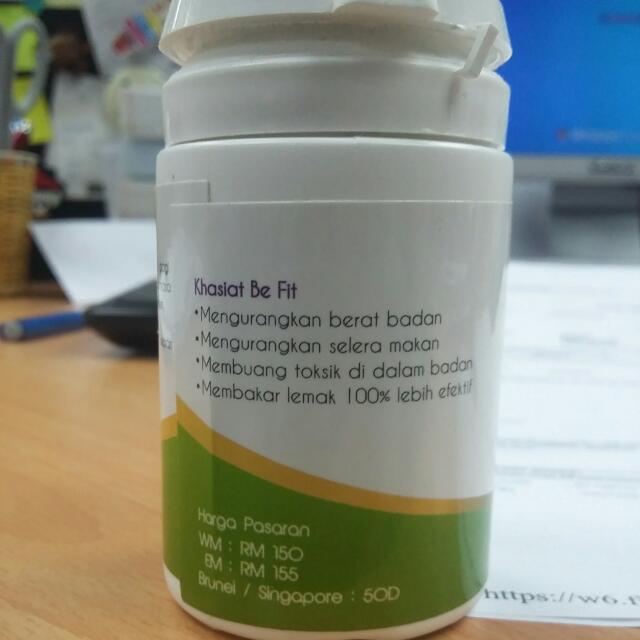 Khasiat Be Fit
•Mengurangkan berat badan
•Mengurangkan selera makan
•Membuang toksik di dalam badan
•Membakar lemak 100% lebih efektif
Harga Pasaran
WM : RM 150
EM : RM 155
Brunei / Singapore : 50D
https://w6.f